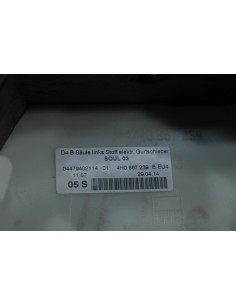 D4 B-Säule links Stoff elektr. Gurtschieber
SOUL 05
04479402114 01 4H0 867 239 B EU4
11:07 29.04.14
05 S